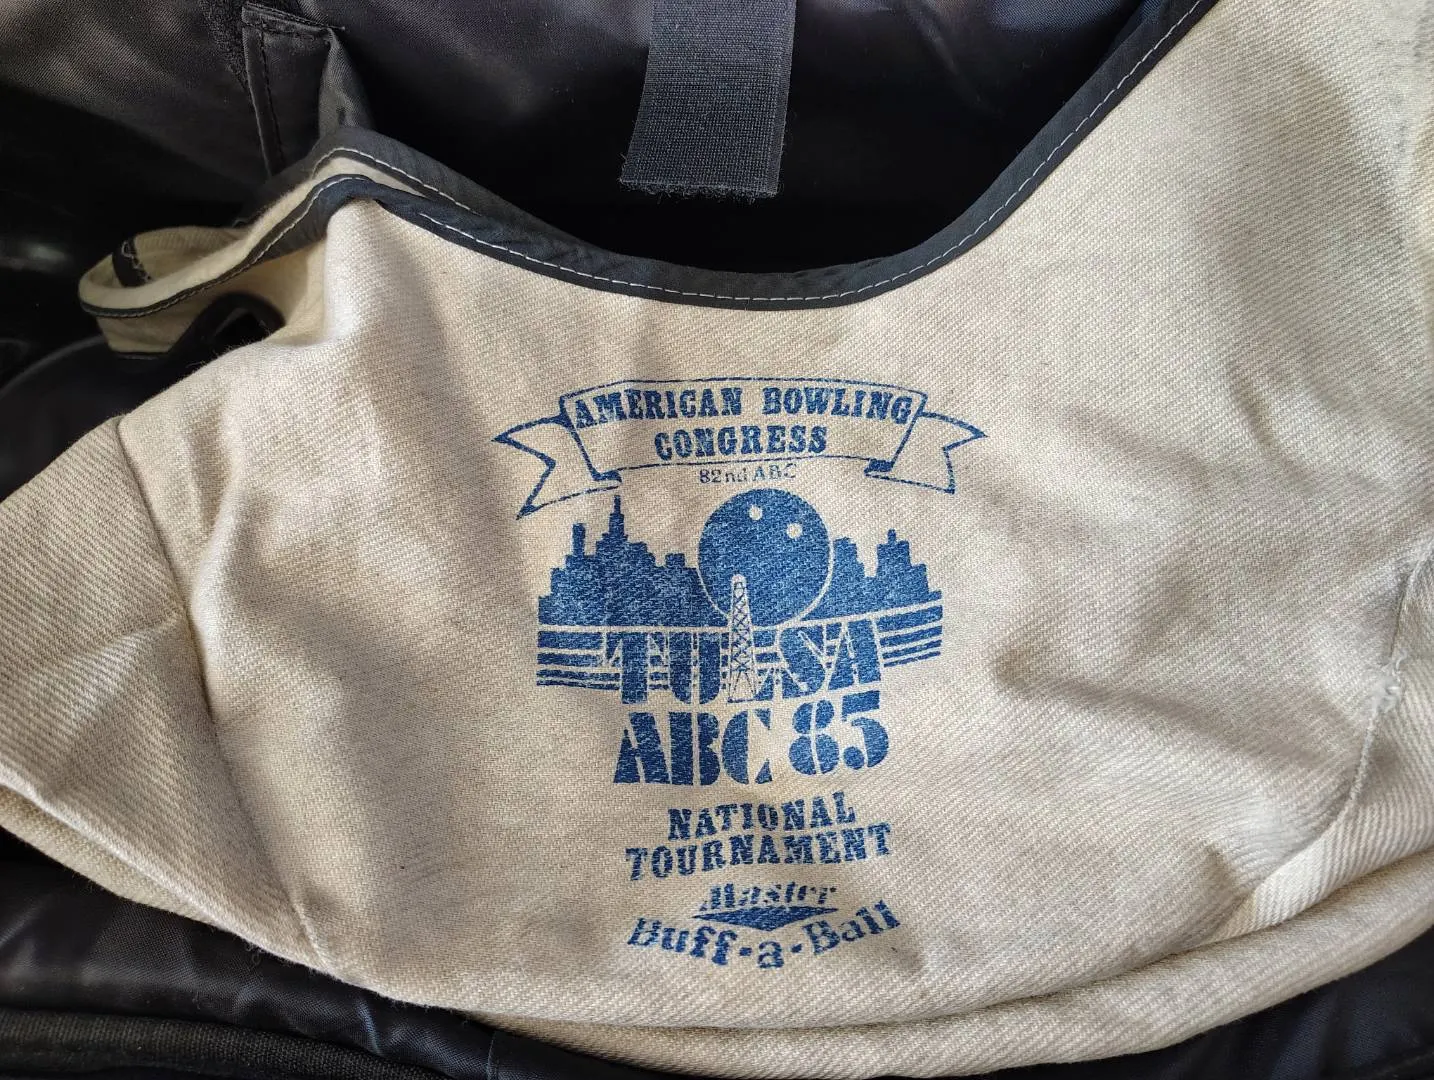 AMERICAN BOWLING
CONGRESS
82nd ABC
TULSA
ABC 85
NATIONAL
TOURNAMENT
Master
Buff-a-Ball